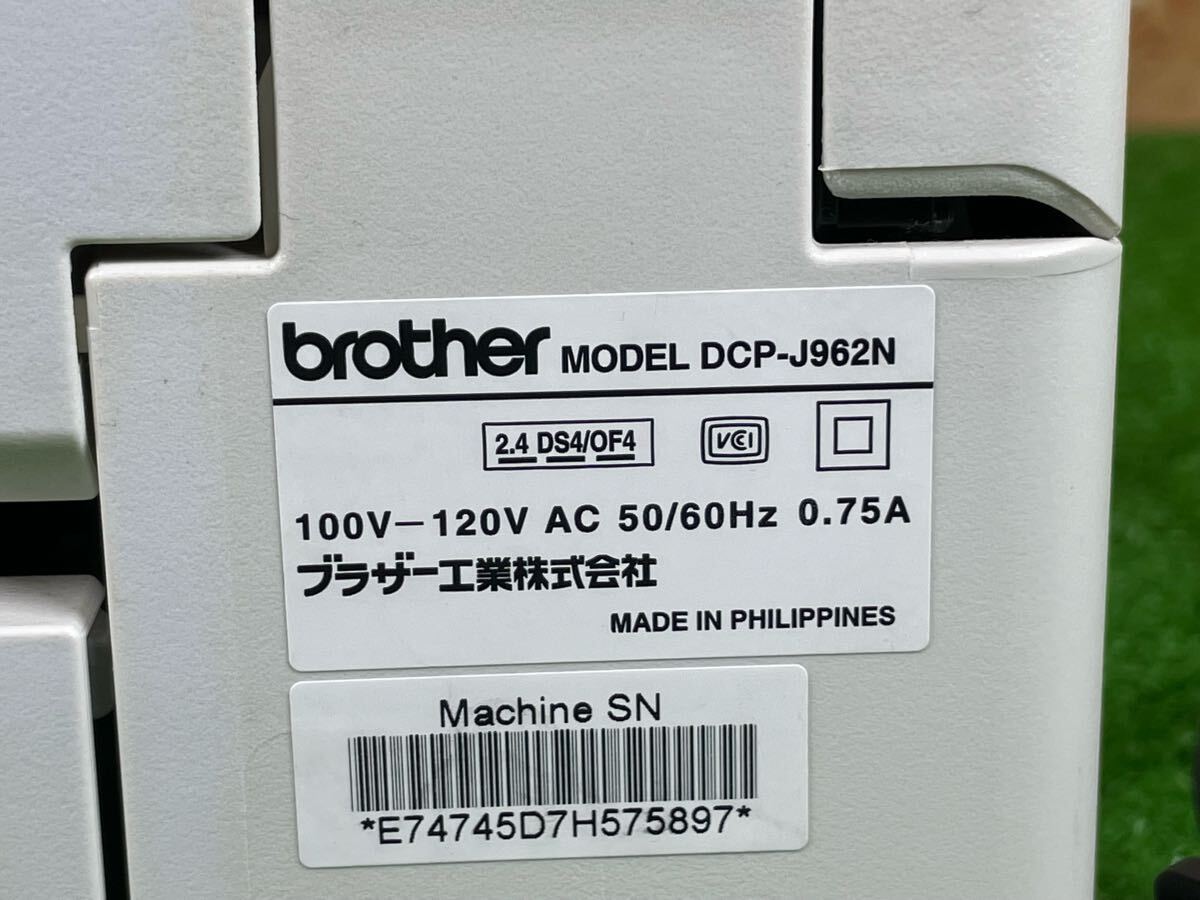 brother MODEL DCP-J962N
2.4 DS4/OF4 VCCI
100V－120V AC 50/60Hz 0.75A
ブラザー工業株式会社
MADE IN PHILIPPINES
Machine SN
*E74745D7H575897*